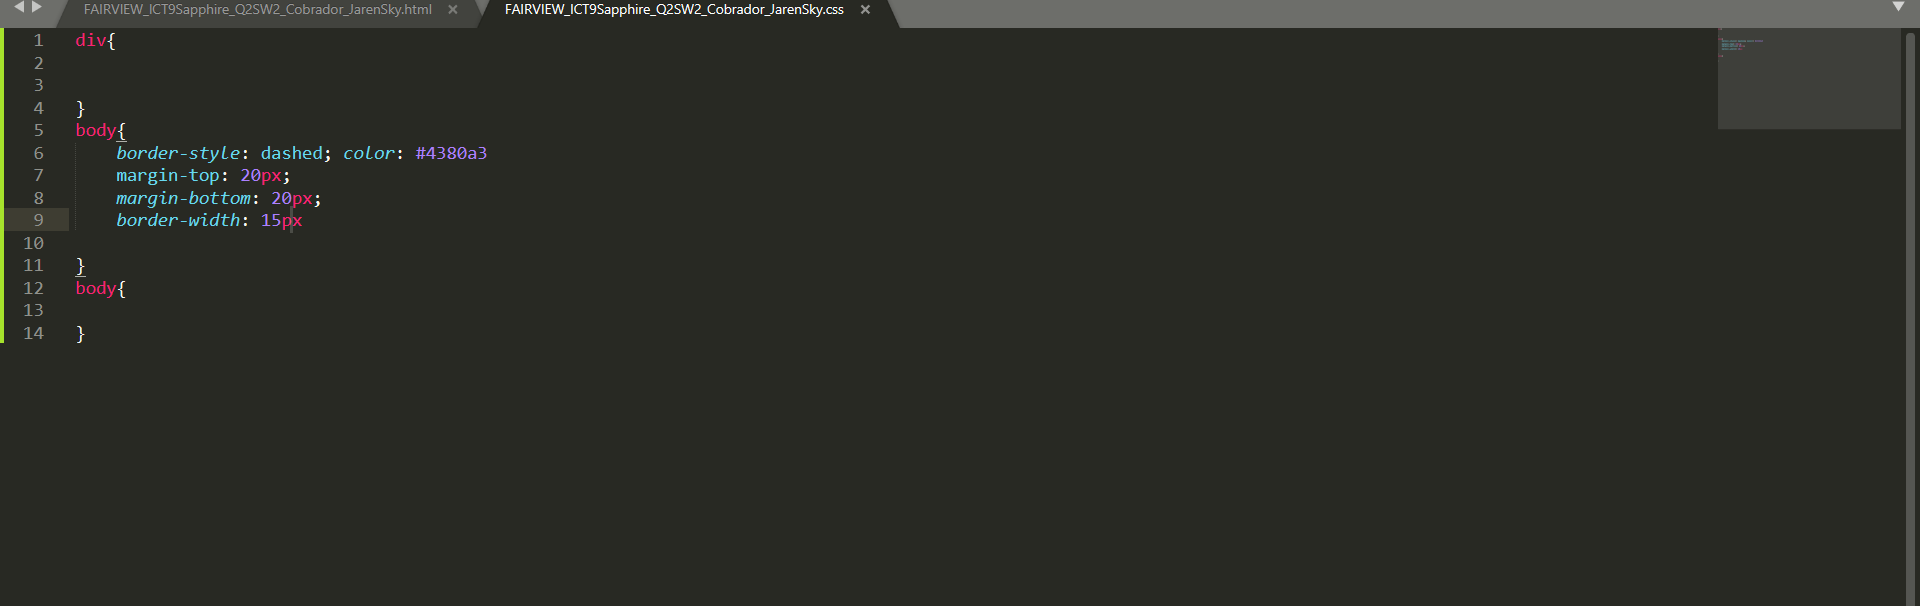 FAIRVIEW_ICT9Sapphire_Q2SW2_Cobrador_JarenSky.html × FAIRVIEW_ICT9Sapphire_Q2SW2_Cobrador_JarenSky.css ×
1 div{
2
3
4 }
5 body{
6 border-style: dashed; color: #4380a3
7 margin-top: 20px;
8 margin-bottom: 20px;
9 border-width: 15px
10
11 }
12 body{
13
14 }